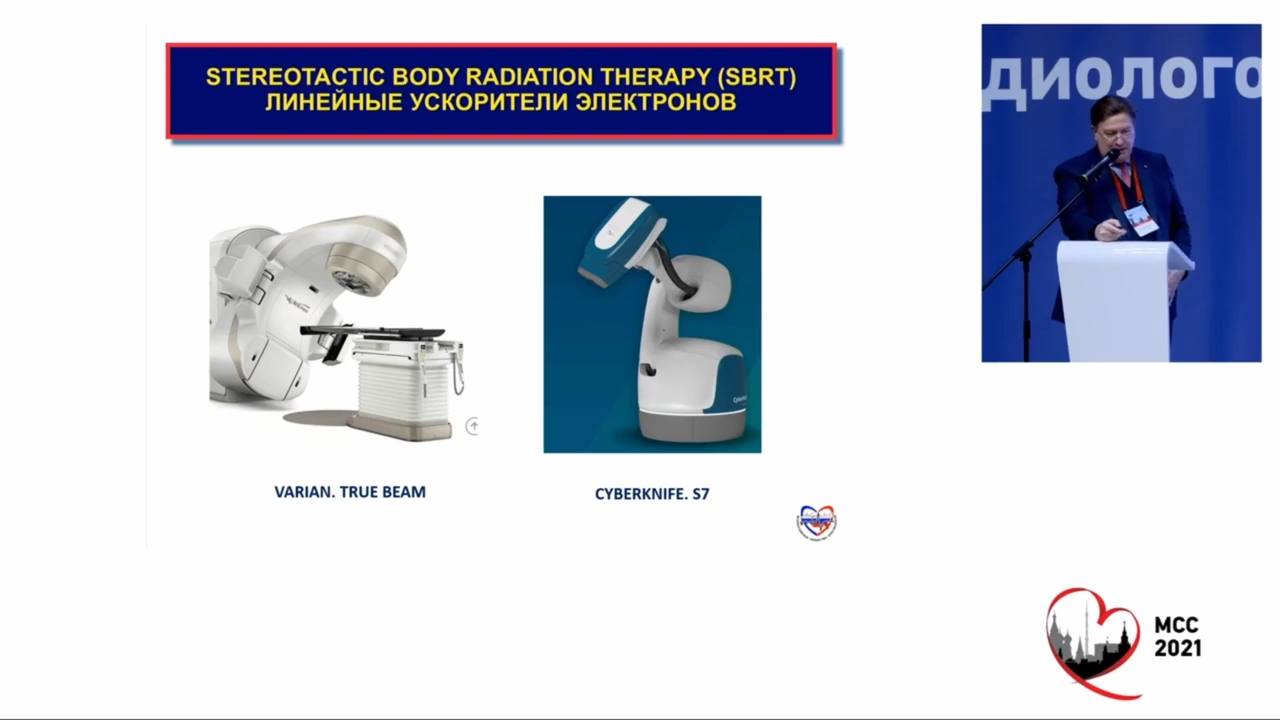 STEREOTACTIC BODY RADIATION THERAPY (SBRT)
ЛИНЕЙНЫЕ УСКОРИТЕЛИ ЭЛЕКТРОНОВ
ДИОЛОГО
VARIAN. TRUE BEAM
CYBERKNIFE. S7
МСС
2021